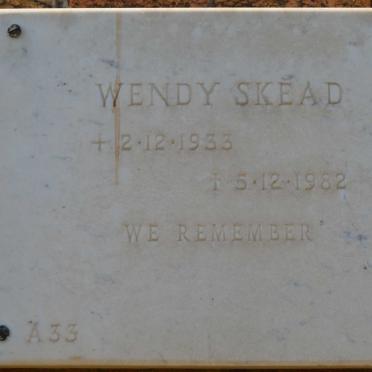 WENDY SKEAD
+ 2·12·1933
† 5·12·1982
WE REMEMBER
A33